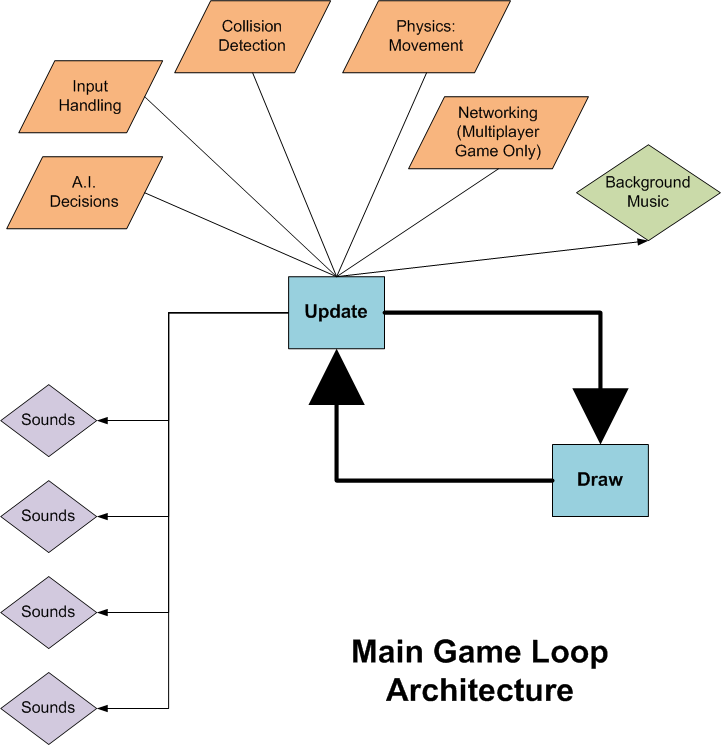 Collision
Detection
Physics:
Movement
Input
Handling
Networking
(Multiplayer
Game Only)
A.I.
Decisions
Background
Music
Update
Sounds
Draw
Sounds
Sounds
Sounds
Main Game Loop
Architecture